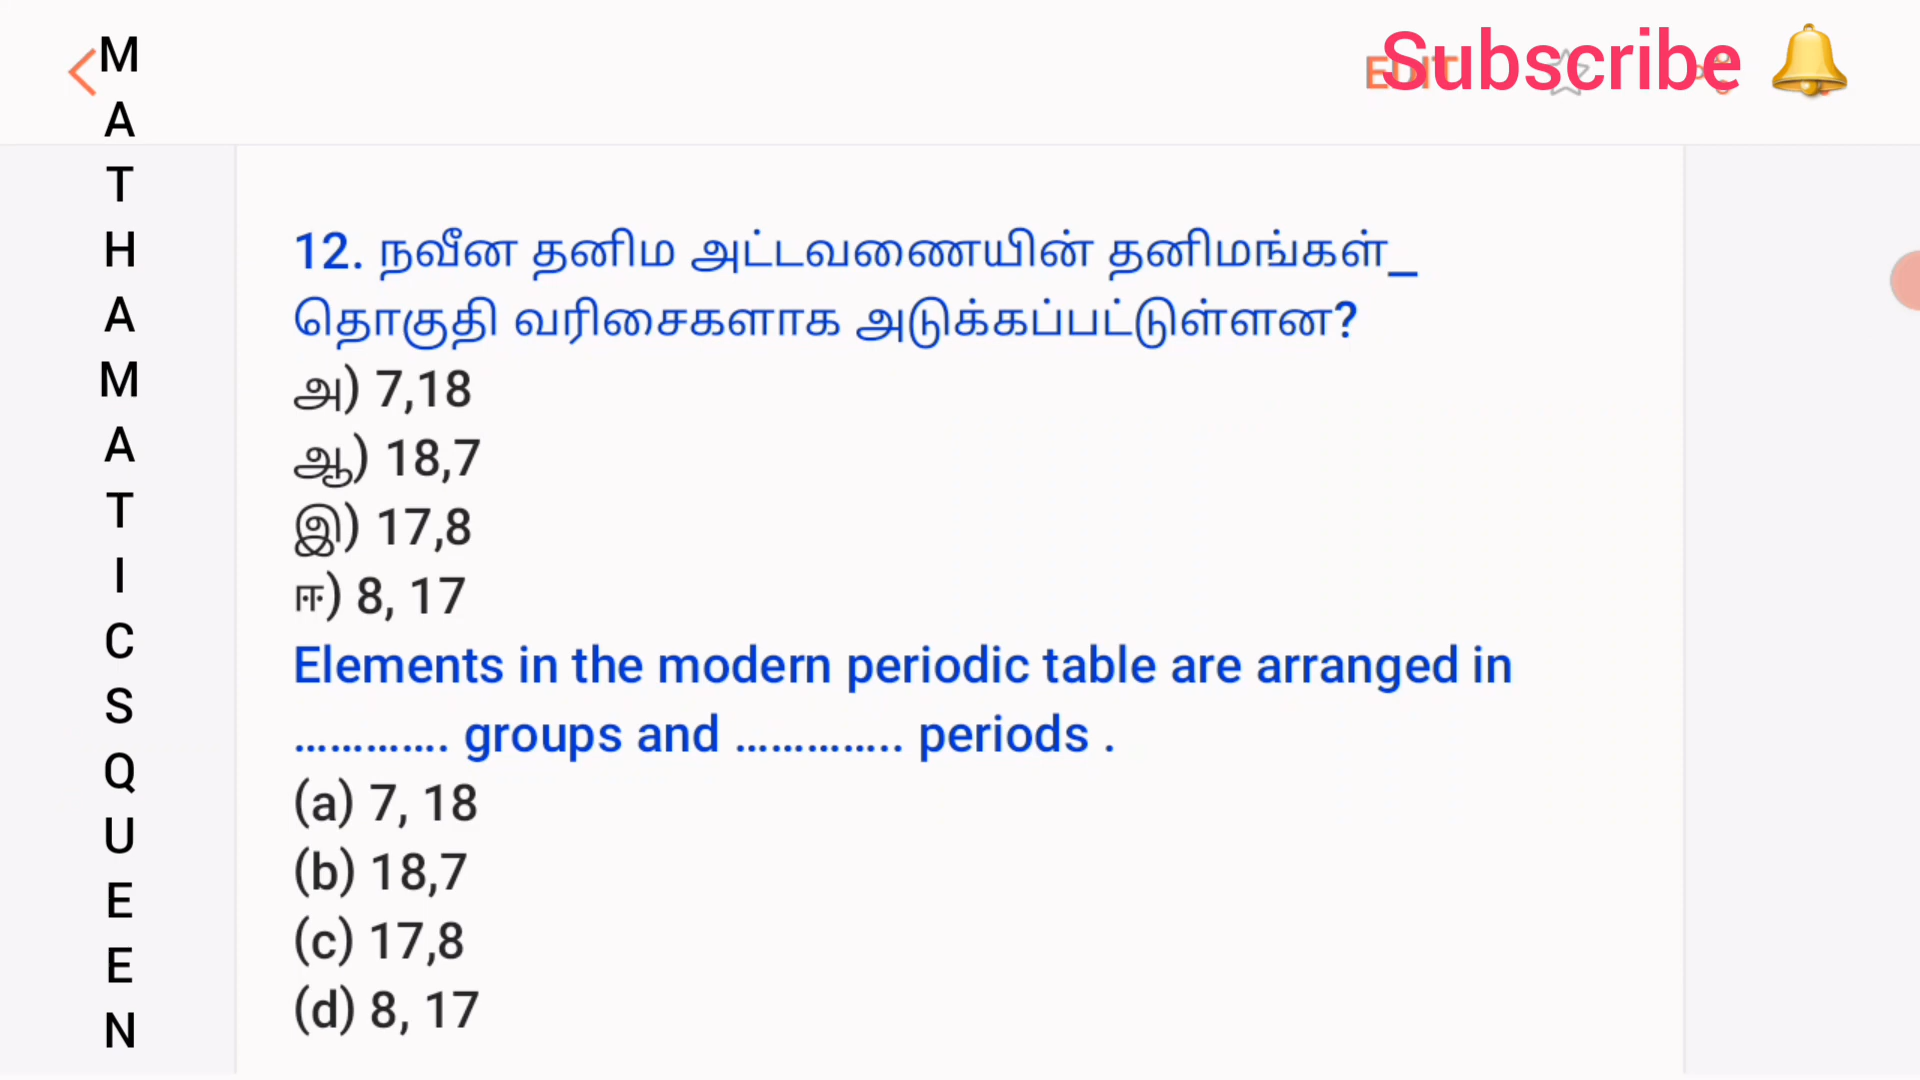 Subscribe 🔔
MATHAMATICSQUEEN
12. நவீன தனிம அட்டவணையின் தனிமங்கள்_
தொகுதி வரிசைகளாக அடுக்கப்பட்டுள்ளன?
அ) 7,18
ஆ) 18,7
இ) 17,8
ஈ) 8, 17
Elements in the modern periodic table are arranged in
…………. groups and ………….. periods .
(a) 7, 18
(b) 18,7
(c) 17,8
(d) 8, 17